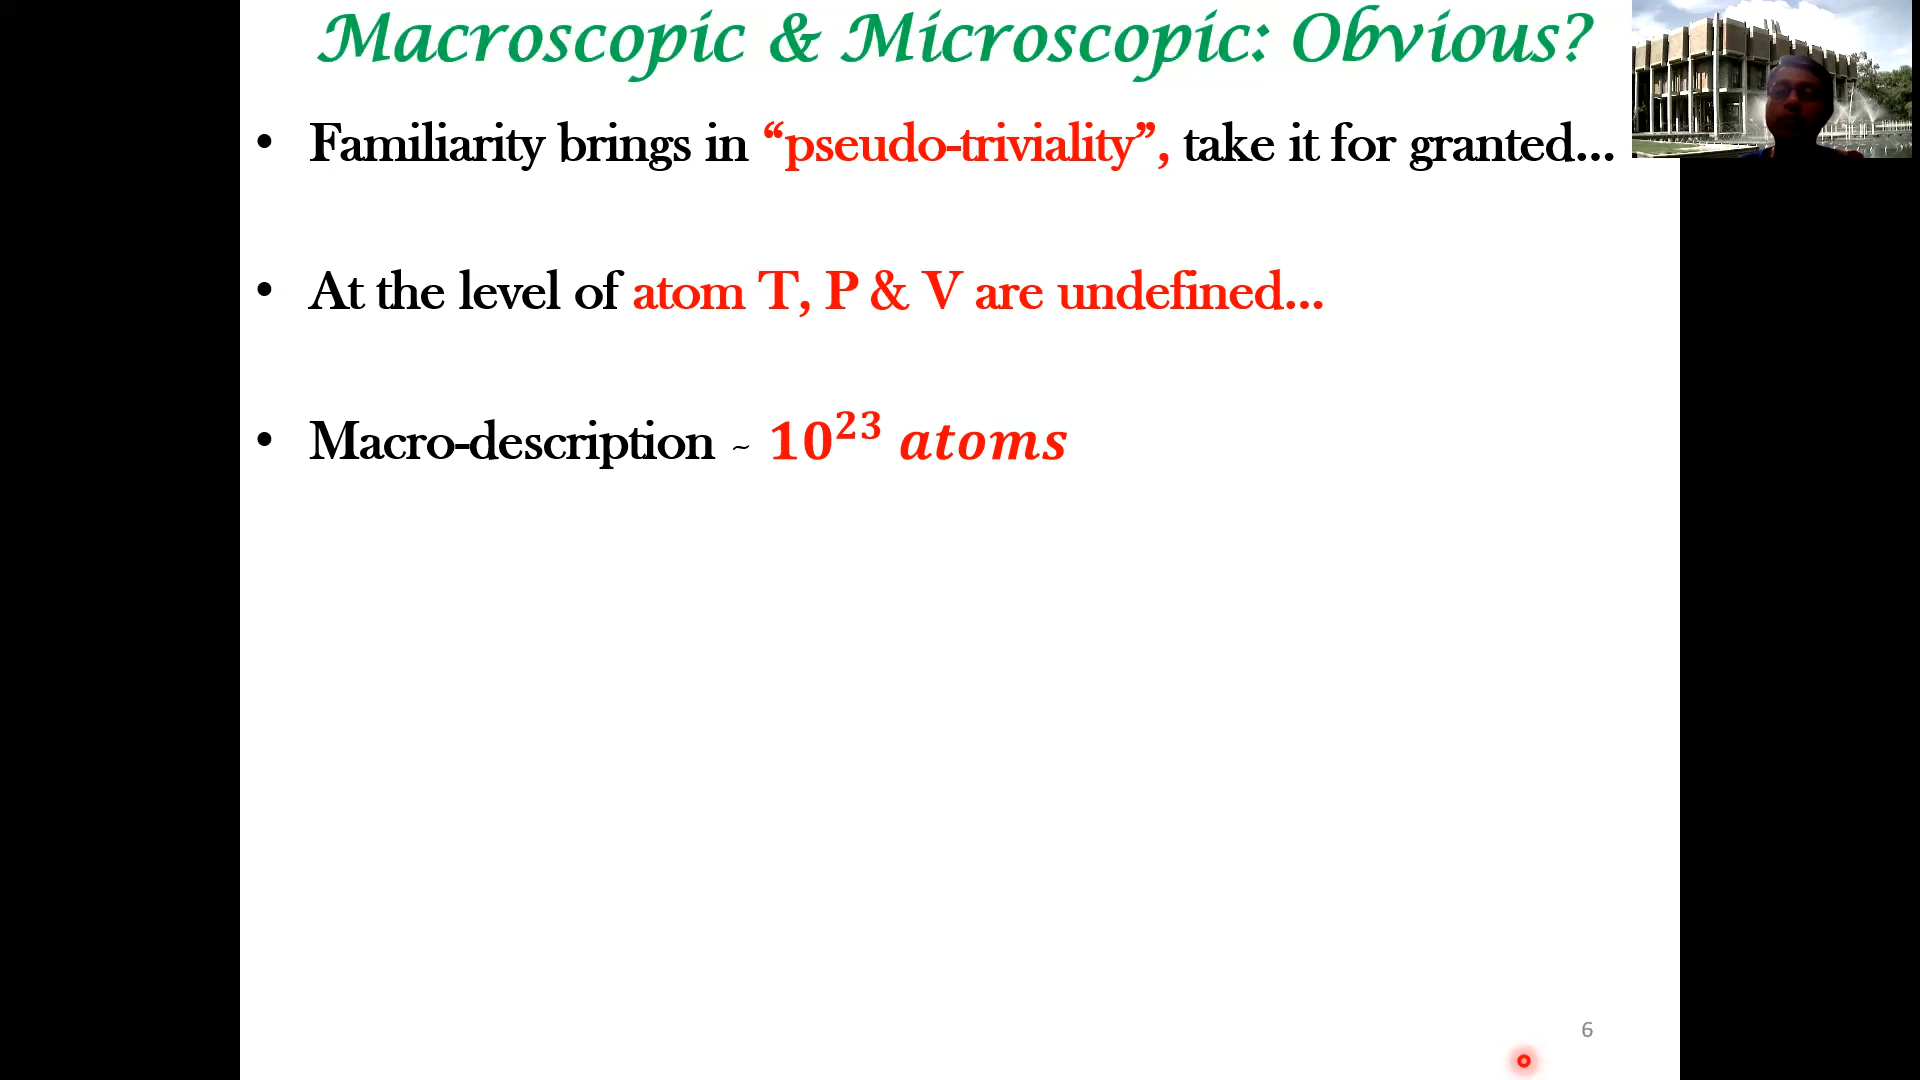 Macroscopic & Microscopic: Obvious?
• Familiarity brings in “pseudo-triviality”, take it for granted...
• At the level of atom T, P & V are undefined...
• Macro-description ~ 10²³ atoms
6